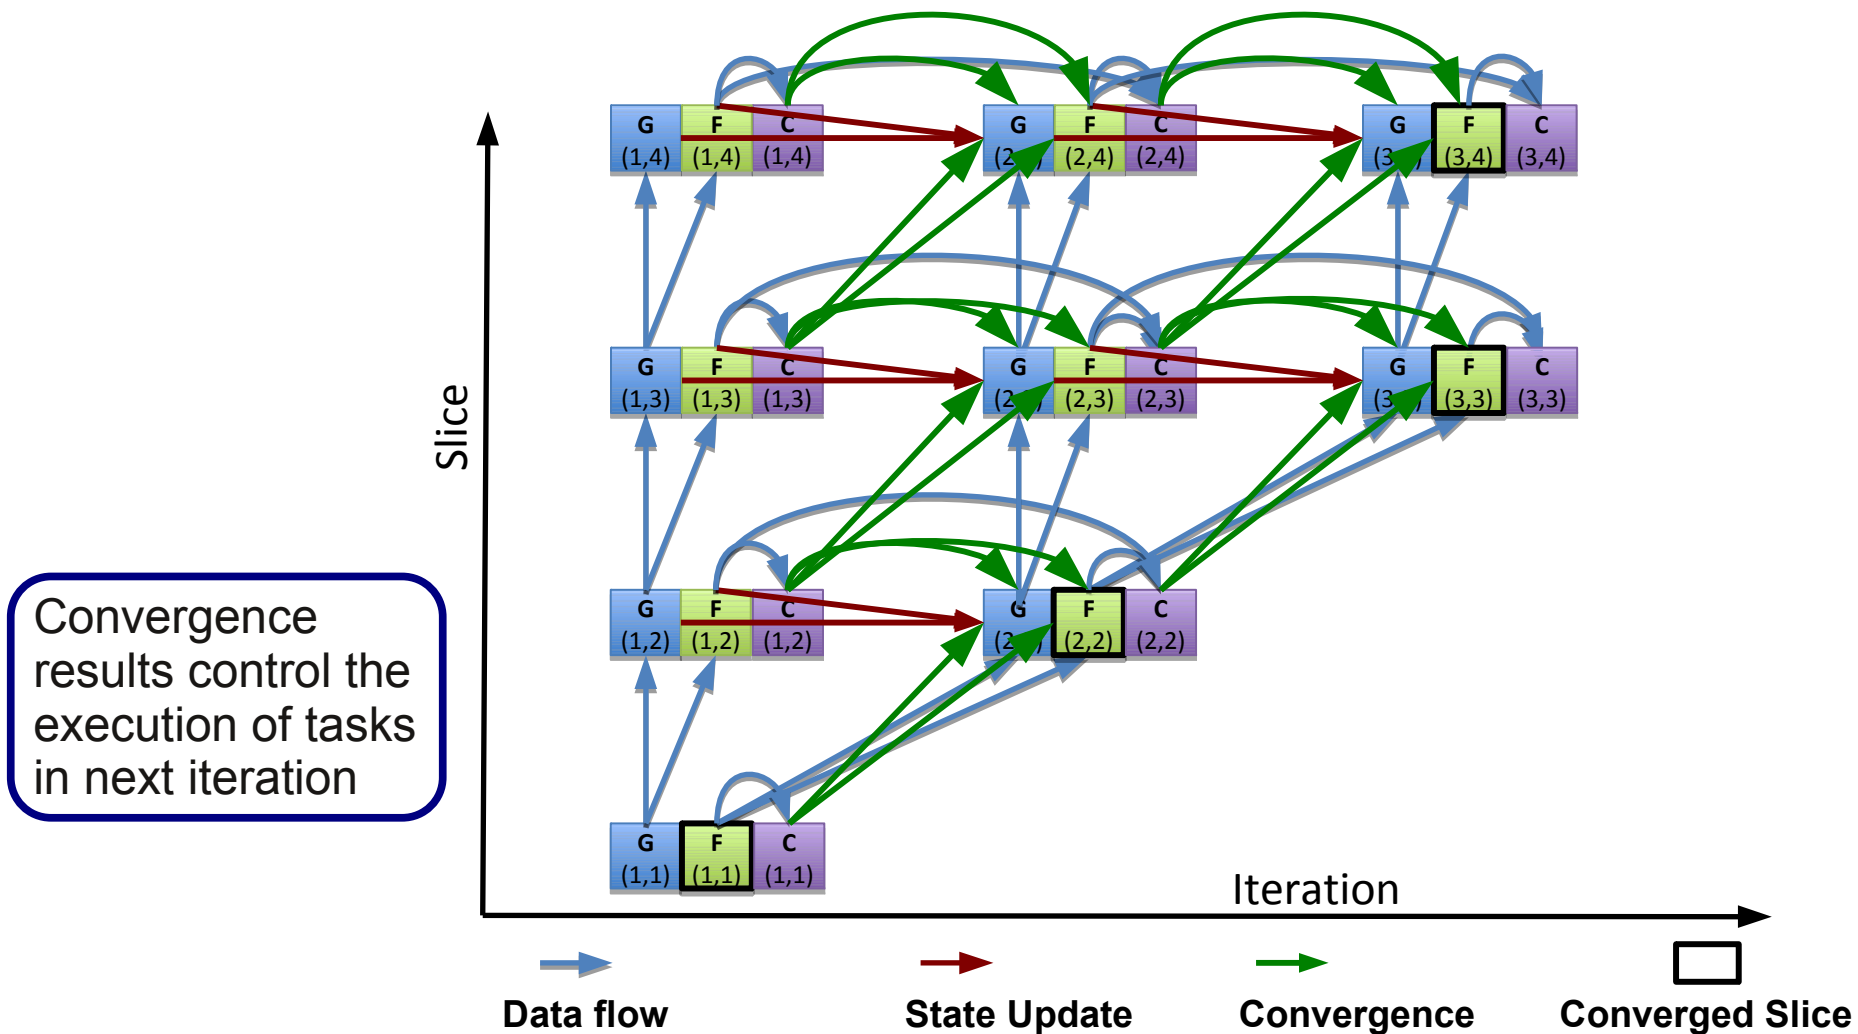 G F C G F C G F C
(1,4) (1,4) (1,4) (2,4) (2,4) (3,4) (3,4)
G F C G F C G F C
(1,3) (1,3) (1,3) (2,3) (2,3) (3,3) (3,3)
Slice
G F C G F C
(1,2) (1,2) (1,2) (2,2) (2,2)
Convergence
results control the
execution of tasks
in next iteration
G F C
(1,1) (1,1) (1,1)
Iteration
Data flow State Update Convergence Converged Slice